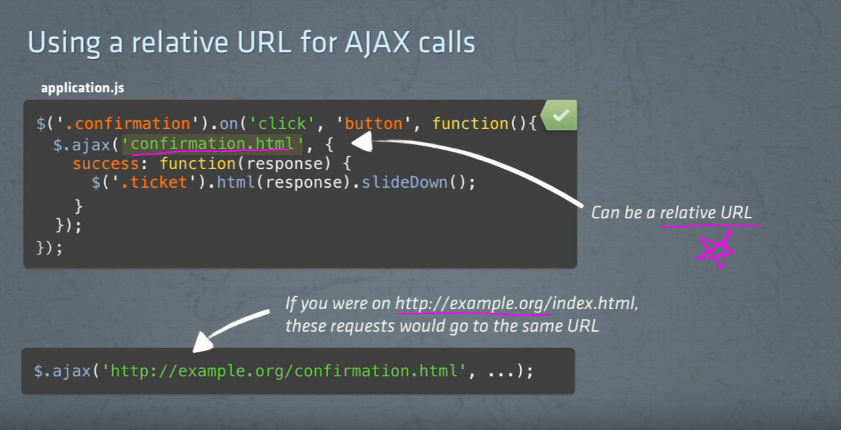 Using a relative URL for AJAX calls
application.js
$('.confirmation').on('click', 'button', function(){
$.ajax('confirmation.html', {
success: function(response) {
$('.ticket').html(response).slideDown();
}
});
});
Can be a relative URL
If you were on http://example.org/index.html,
these requests would go to the same URL
$.ajax('http://example.org/confirmation.html', ...);